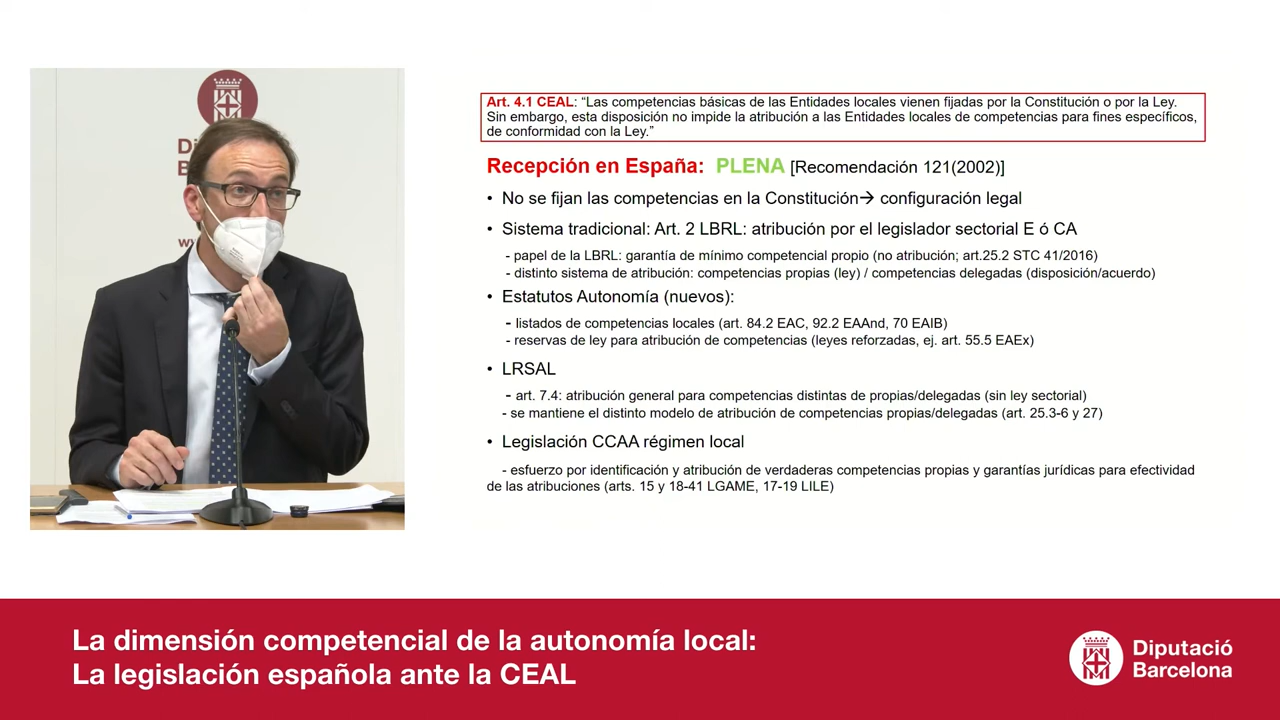 Art. 4.1 CEAL: “Las competencias básicas de las Entidades locales vienen fijadas por la Constitución o por la Ley.
Sin embargo, esta disposición no impide la atribución a las Entidades locales de competencias para fines específicos,
de conformidad con la Ley.”
Recepción en España: PLENA [Recomendación 121(2002)]
• No se fijan las competencias en la Constitución→ configuración legal
• Sistema tradicional: Art. 2 LBRL: atribución por el legislador sectorial E ó CA
- papel de la LBRL: garantía de mínimo competencial propio (no atribución; art.25.2 STC 41/2016)
- distinto sistema de atribución: competencias propias (ley) / competencias delegadas (disposición/acuerdo)
• Estatutos Autonomía (nuevos):
- listados de competencias locales (art. 84.2 EAC, 92.2 EAAnd, 70 EAIB)
- reservas de ley para atribución de competencias (leyes reforzadas, ej. art. 55.5 EAEx)
• LRSAL
- art. 7.4: atribución general para competencias distintas de propias/delegadas (sin ley sectorial)
- se mantiene el distinto modelo de atribución de competencias propias/delegadas (art. 25.3-6 y 27)
• Legislación CCAA régimen local
- esfuerzo por identificación y atribución de verdaderas competencias propias y garantías jurídicas para efectividad
de las atribuciones (arts. 15 y 18-41 LGAME, 17-19 LILE)
La dimensión competencial de la autonomía local:
La legislación española ante la CEAL
Diputació
Barcelona